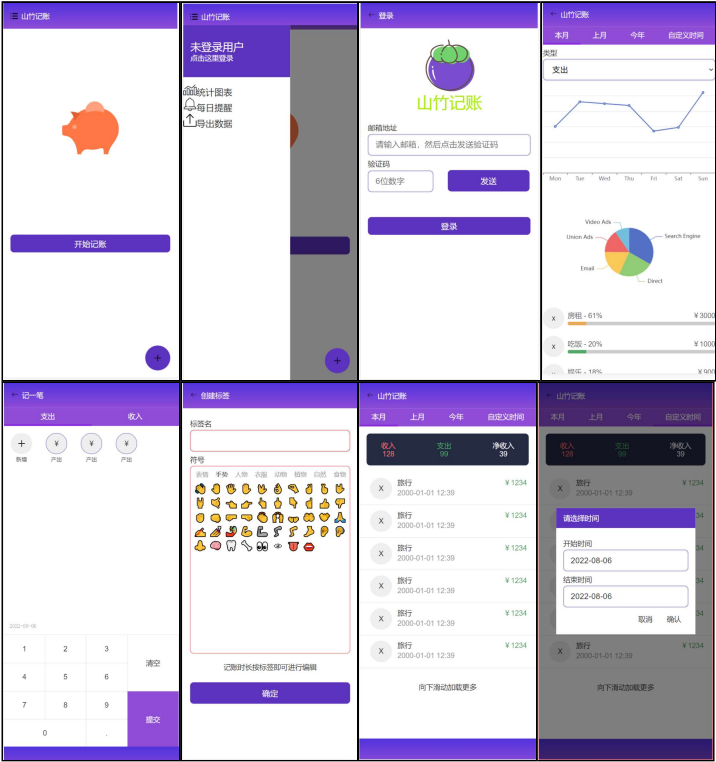 山竹记账
开始记账
+
山竹记账
未登录用户
点击这里登录
统计图表
每日提醒
导出数据
+
← 登录
山竹记账
邮箱地址
请输入邮箱，然后点击发送验证码
验证码
6位数字
发送
登录
← 山竹记账
本月 上月 今年 自定义时间
类型
支出
Mon Tue Wed Thu Fri Sat Sun
Video Ads
Union Ads
Search Engine
Email
Direct
x 房租 - 61% ¥3000
x 吃饭 - 20% ¥1000
x 娱乐 - 18% ¥900
← 记一笔
支出 收入
+ ¥ ¥ ¥
新增 产出 产出 产出
2022-08-06
1 2 3
清空
4 5 6
7 8 9
提交
0 .
← 创建标签
标签名
符号
表情 手势 人物 衣服 动物 植物 自然 食物
记账时长按标签即可进行编辑
确定
← 山竹记账
本月 上月 今年 自定义时间
收入 支出 净收入
128 99 39
X 旅行 ¥1234
2000-01-01 12:39
X 旅行 ¥1234
2000-01-01 12:39
X 旅行 ¥1234
2000-01-01 12:39
X 旅行 ¥1234
2000-01-01 12:39
X 旅行 ¥1234
2000-01-01 12:39
X 旅行 ¥1234
2000-01-01 12:39
向下滑动加载更多
← 山竹记账
本月 上月 今年 自定义时间
收入 支出 净收入
128 99 39
X 旅行 ¥1234
2000-01-01 12:39
请选择时间
开始时间
2022-08-06
结束时间
2022-08-06
取消 确认
X 旅行 ¥1234
2000-01-01 12:39
向下滑动加载更多